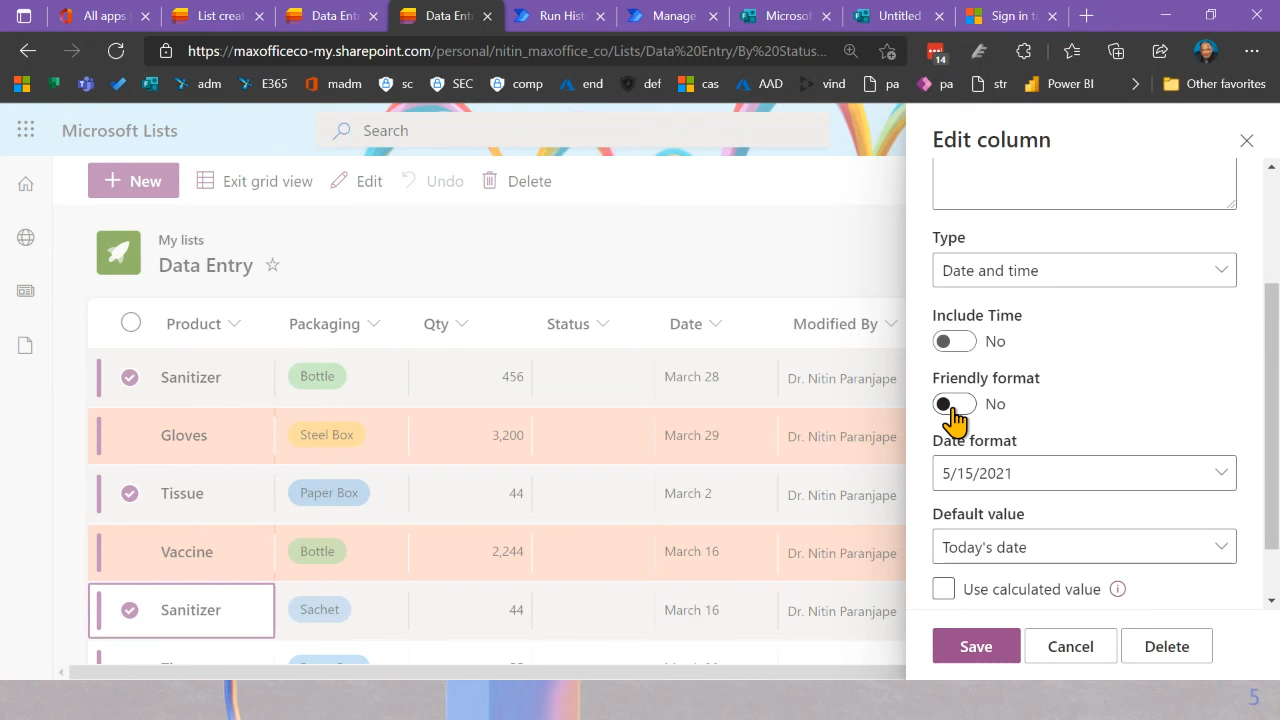 All apps
List creat
Data Entr
Data Entr
Run Histo
Manage
Microsof
Untitled
Sign in to
https://maxofficeco-my.sharepoint.com/personal/nitin_maxoffice_co/Lists/Data%20Entry/By%20Status...
14
adm
E365
madm
sc
SEC
comp
end
def
cas
AAD
vind
pa
pa
str
Power BI
Other favorites
Microsoft Lists
Search
New
Exit grid view
Edit
Undo
Delete
My lists
Data Entry
Product
Packaging
Qty
Status
Date
Modified By
Sanitizer Bottle 456 March 28 Dr. Nitin Paranjape
Gloves Steel Box 3,200 March 29 Dr. Nitin Paranjape
Tissue Paper Box 44 March 2 Dr. Nitin Paranjape
Vaccine Bottle 2,244 March 16 Dr. Nitin Paranjape
Sanitizer Sachet 44 March 16 Dr. Nitin Paranjape
Edit column
Type
Date and time
Include Time
No
Friendly format
No
Date format
5/15/2021
Default value
Today's date
Use calculated value
Save
Cancel
Delete
5